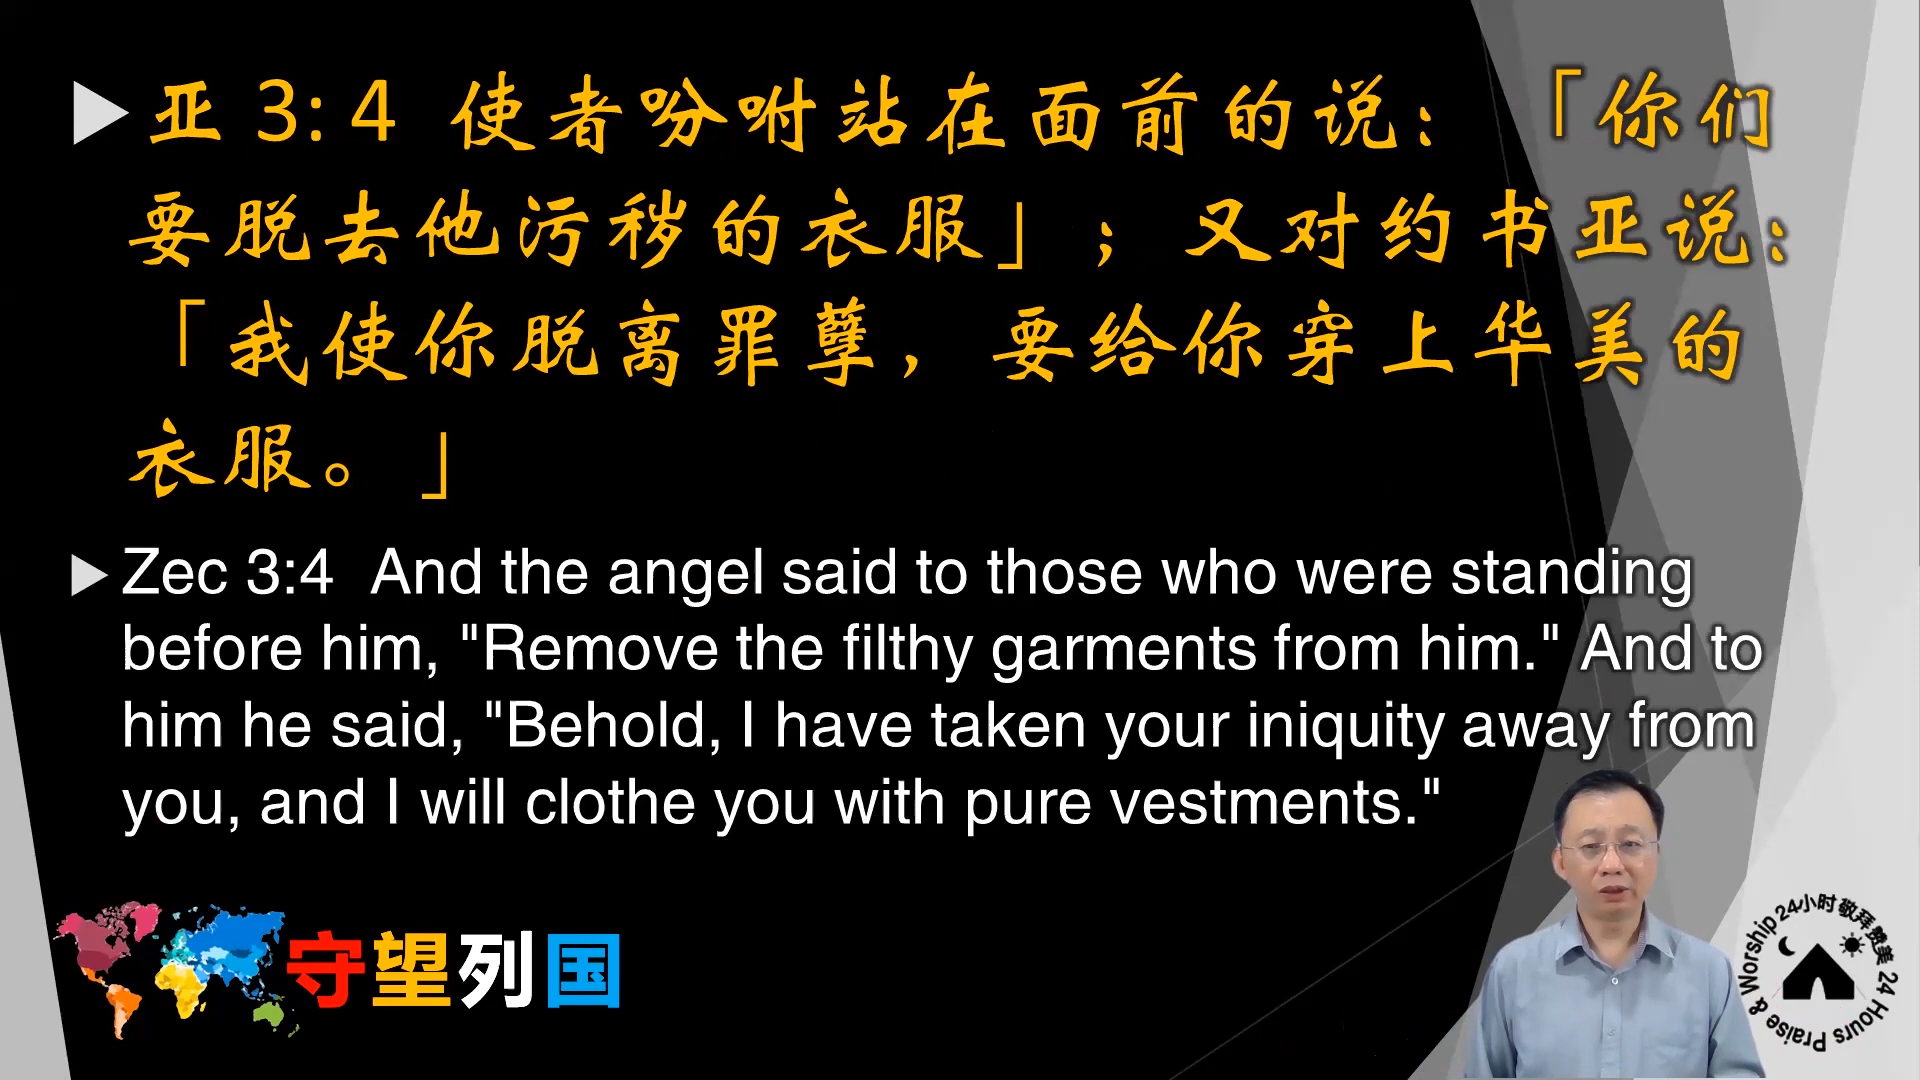 亚 3: 4 使者吩咐站在面前的说：「你们
要脱去他污秽的衣服」；又对约书亚说：
「我使你脱离罪孽，要给你穿上华美的
衣服。」
Zec 3:4 And the angel said to those who were standing
before him, "Remove the filthy garments from him." And to
him he said, "Behold, I have taken your iniquity away from
you, and I will clothe you with pure vestments."
守望列国
24小时敬拜赞美 24 Hours Praise & Worship